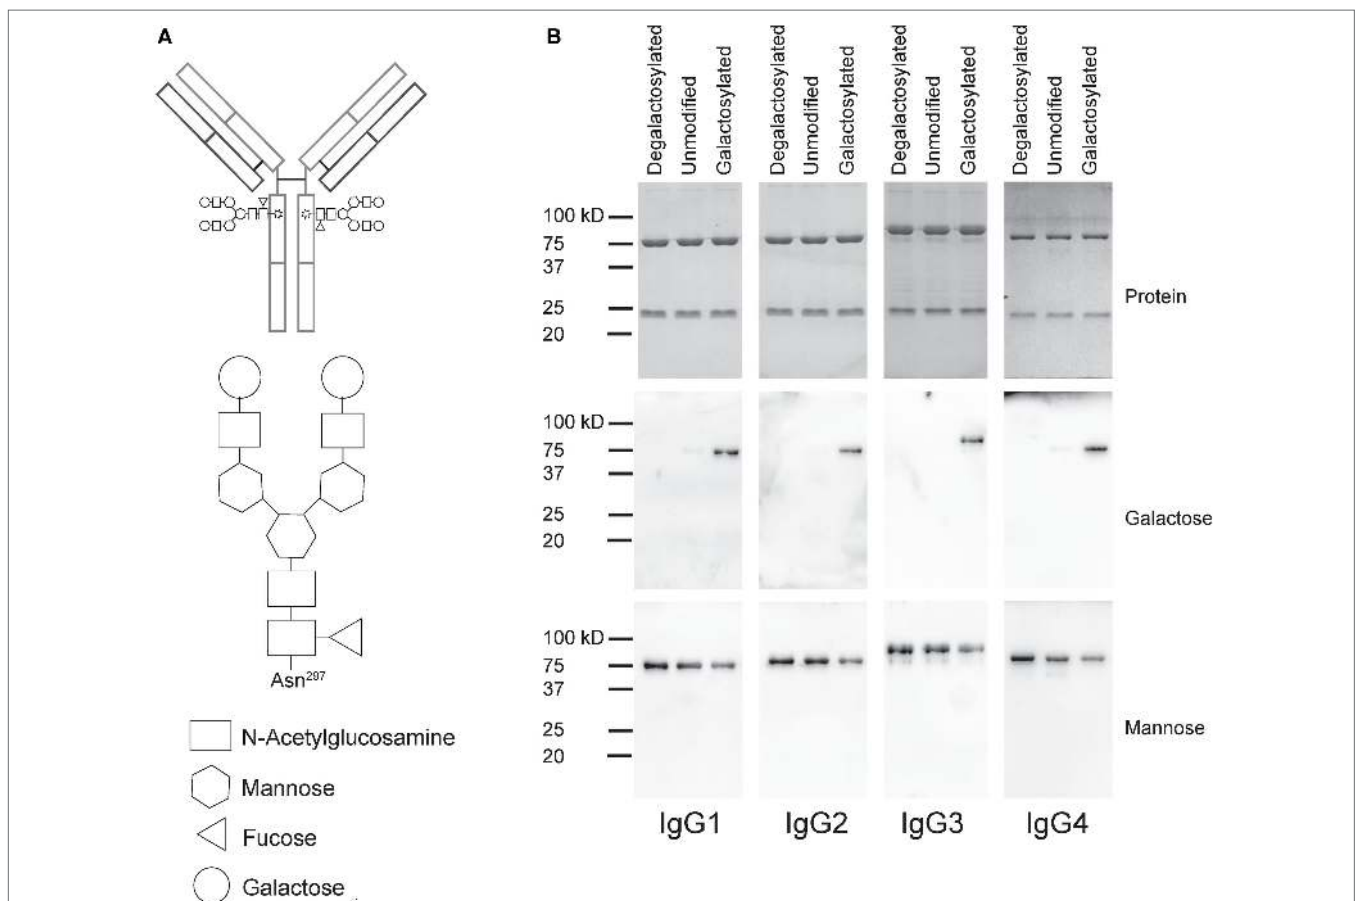 A
Asn297
N-Acetylglucosamine
Mannose
Fucose
Galactose
B
Degalactosylated
Unmodified
Galactosylated
Degalactosylated
Unmodified
Galactosylated
Degalactosylated
Unmodified
Galactosylated
Degalactosylated
Unmodified
Galactosylated
100 kD
75
37
25
20
Protein
100 kD
75
37
25
20
Galactose
100 kD
75
37
25
20
Mannose
IgG1 IgG2 IgG3 IgG4